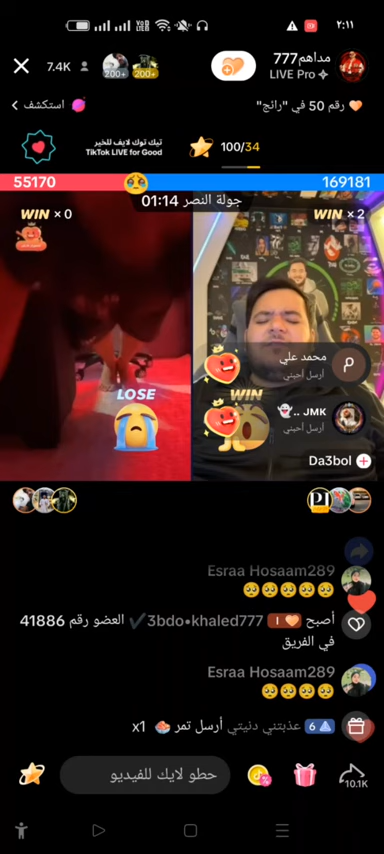 ٢:١١
مداهم777
LIVE Pro
7.4K
200+
200+
رقم 50 في "رائج"
استكشف
تيك توك لايف للخير
TikTok LIVE for Good
100/34
55170
169181
جولة النصر 01:14
WIN × 0
WIN × 2
محمد علي
م
أرسل أحبني
LOSE
WIN
JMK ..
أرسل أحبني
Da3bol
Esraa Hosaam289
أصبح I 3bdo•khaled777 العضو رقم 41886
في الفريق
Esraa Hosaam289
6 عذبتني دنيتي أرسل تمر x1
حطو لايك للفيديو
10.1K